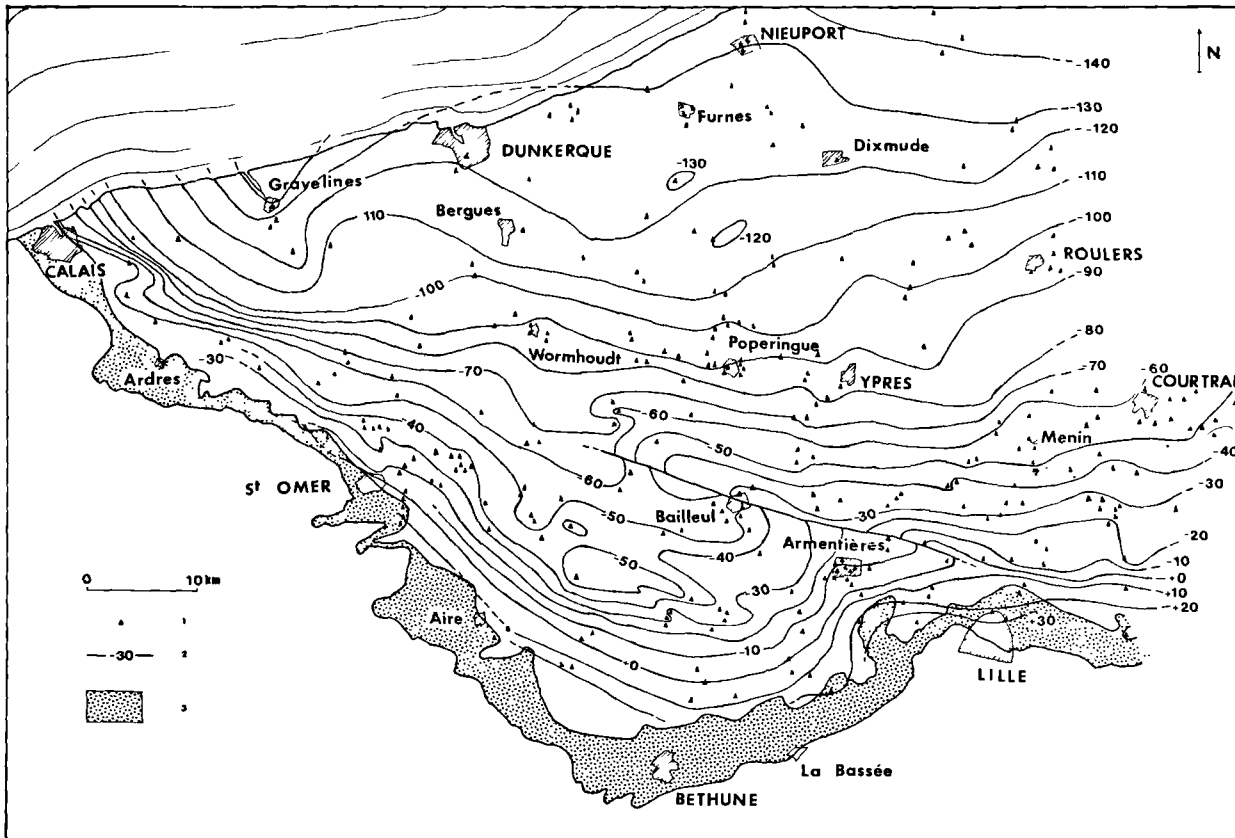 NIEUPORT
N
-140
Furnes
-130
-120
DUNKERQUE
Dixmude
-130
-110
Gravelines
Bergues
110
-100
-120
ROULERS
CALAIS
-90
-100
-80
Wormhoudt
Poperingue
-30
-70
Ardres
-70
YPRES
-60
COURTRAI
-60
40
-50
Menin
-40
60
-30
St OMER
-50
Bailleul
-30
-40
Armentières
-20
-50
-10
0 10 km
-30
+0
+10
1
+20
Aire
+30
-30 2
-10
+0
LILLE
3
La Bassée
BETHUNE